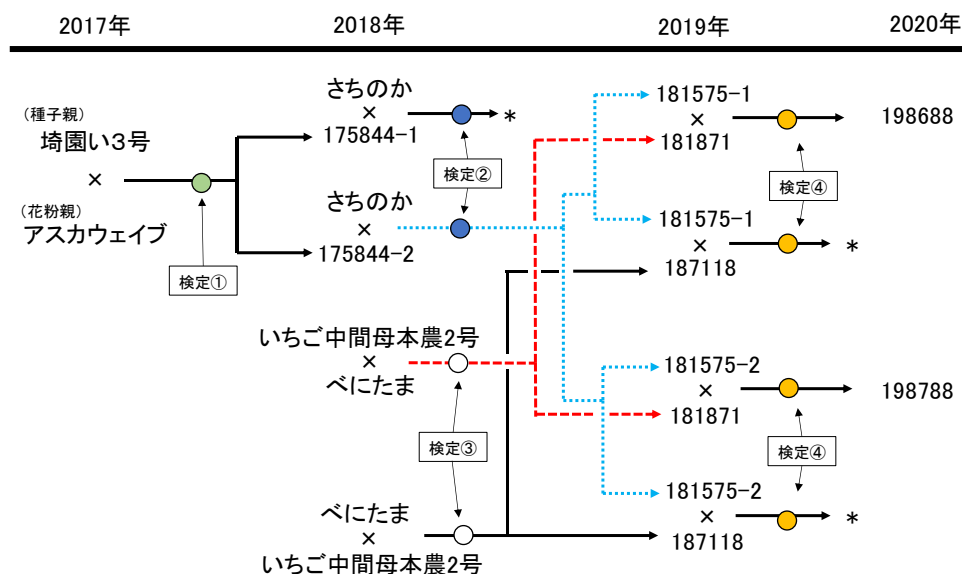 2017年
2018年
2019年
2020年
（種子親）
埼園い3号
×
（花粉親）
アスカウェイブ
検定①
さちのか
×
175844-1
*
検定②
さちのか
×
175844-2
いちご中間母本農2号
×
べにたま
検定③
べにたま
×
いちご中間母本農2号
181575-1
×
181871
198688
検定④
181575-1
×
187118
*
181575-2
×
181871
198788
検定④
181575-2
×
187118
*